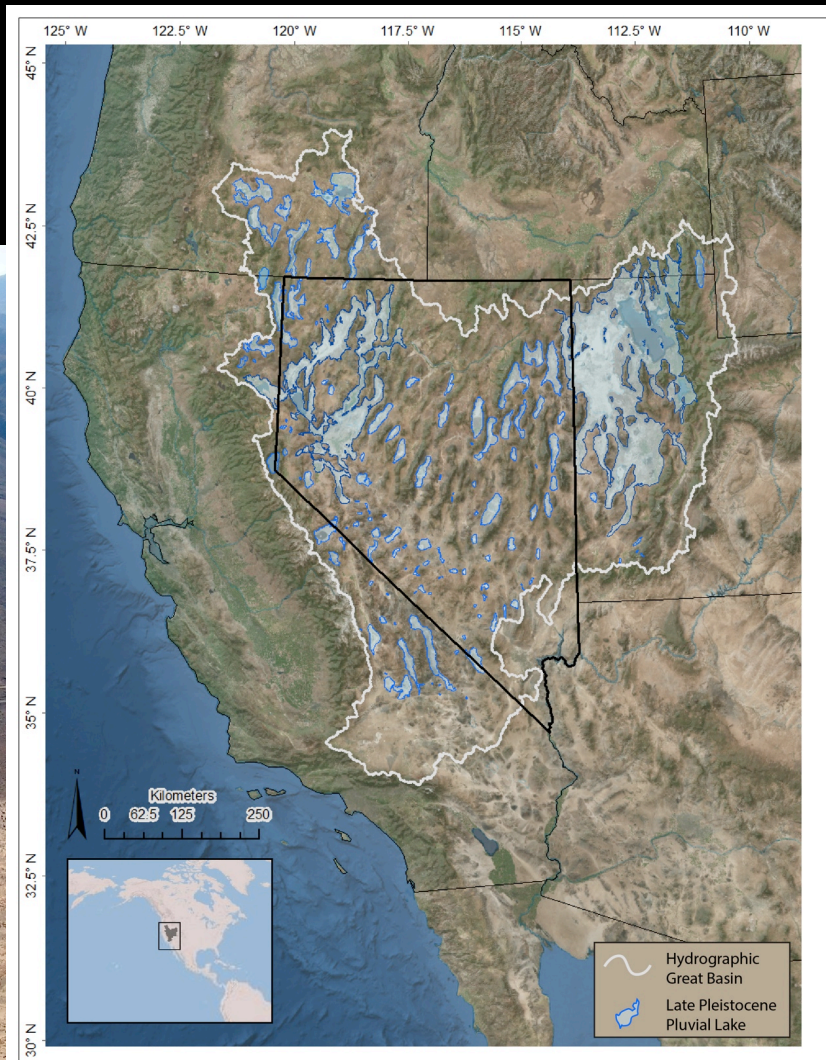 125° W 122.5° W 120° W 117.5° W 115° W 112.5° W 110° W
45° N
42.5° N
40° N
37.5° N
35° N
32.5° N
30° N
N
Kilometers
0 62.5 125 250
Hydrographic
Great Basin
Late Pleistocene
Pluvial Lake